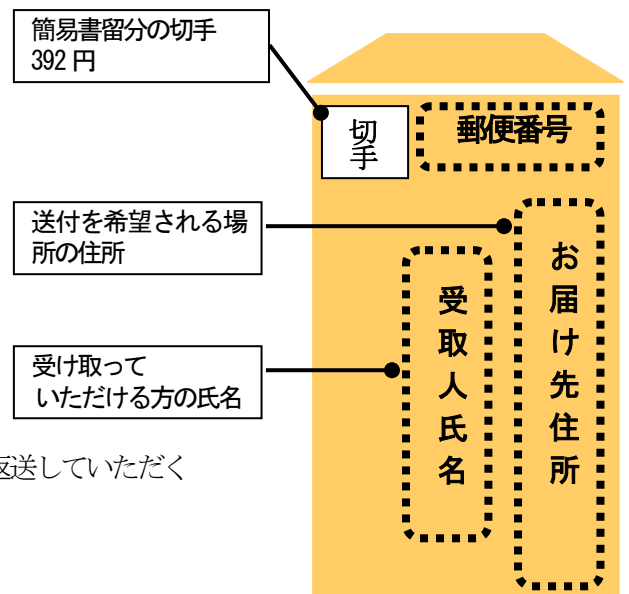 簡易書留分の切手
392 円
切手
郵便番号
送付を希望される場
所の住所
お届け先住所
受取人氏名
受け取って
いただける方の氏名
返送していただく